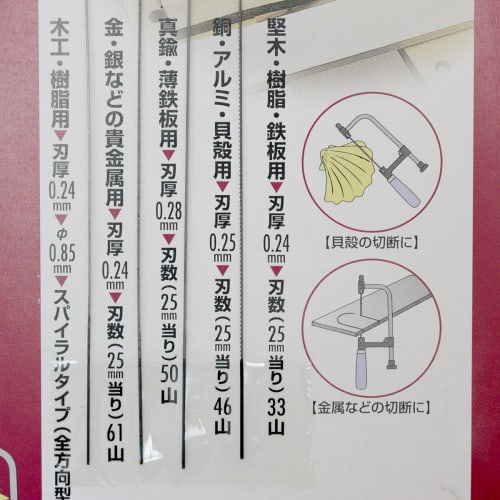 堅木・樹脂・鉄板用▼刃厚0.24mm▼刃数(25mm当り)33山
銅・アルミ・貝殻用▼刃厚0.25mm▼刃数(25mm当り)46山
真鍮・薄鉄板用▼刃厚0.28mm▼刃数(25mm当り)50山
金・銀などの貴金属用▼刃厚0.24mm▼刃数(25mm当り)61山
木工・樹脂用▼刃厚0.24mm▼φ0.85mm▼スパイラルタイプ(全方向型
【貝殻の切断に】
【金属などの切断に】